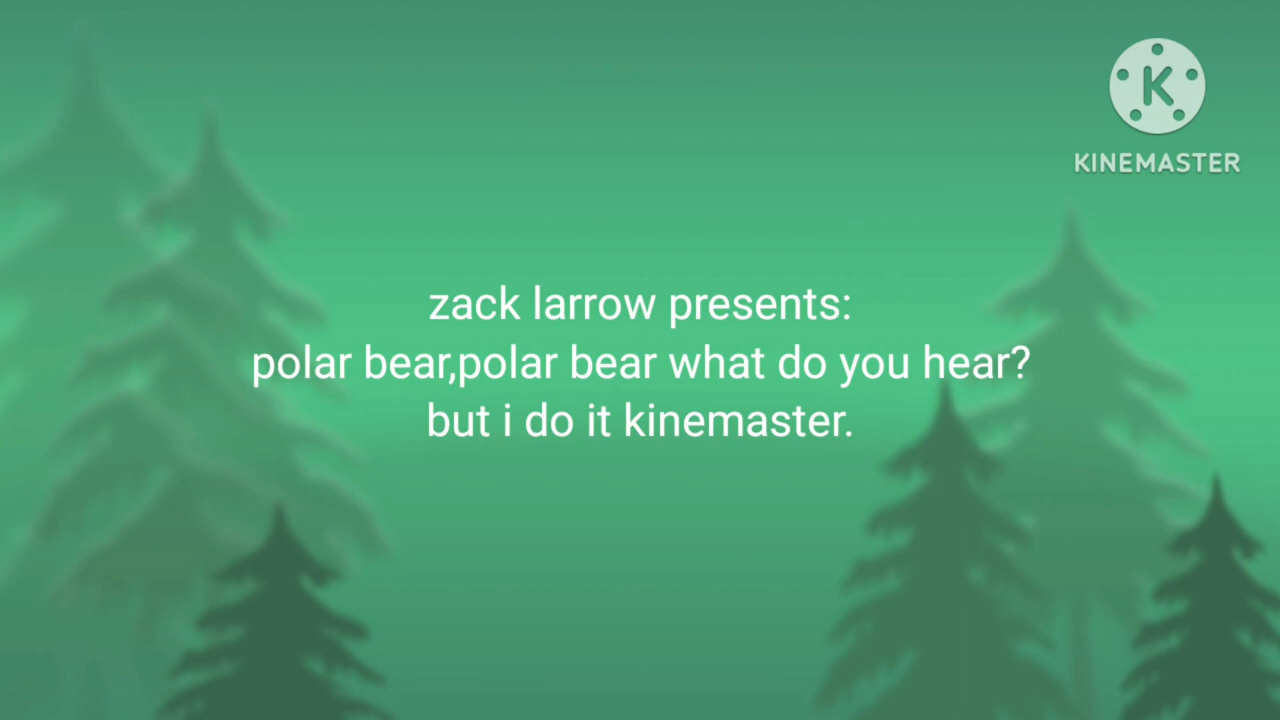 K
KINEMASTER
zack larrow presents:
polar bear,polar bear what do you hear?
but i do it kinemaster.